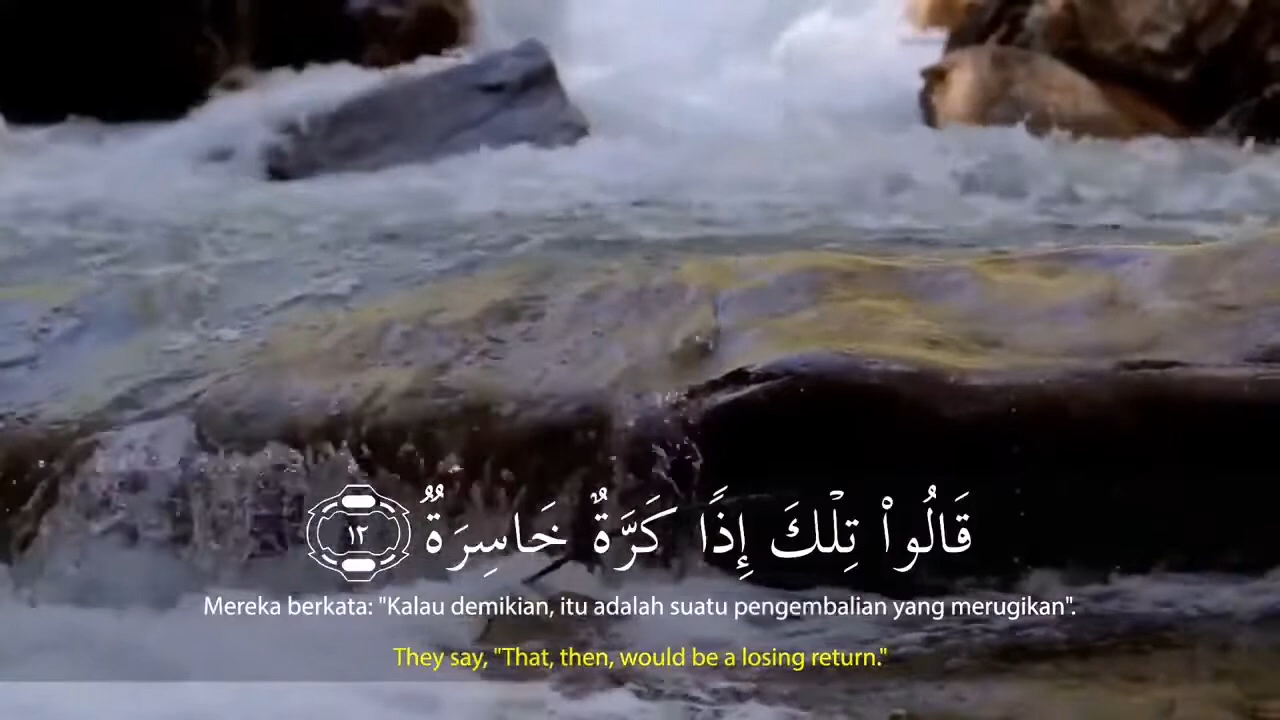 قَالُوا۟ تِلْكَ إِذًا كَرَّةٌ خَاسِرَةٌ ١٢
Mereka berkata: "Kalau demikian, itu adalah suatu pengembalian yang merugikan".
They say, "That, then, would be a losing return."